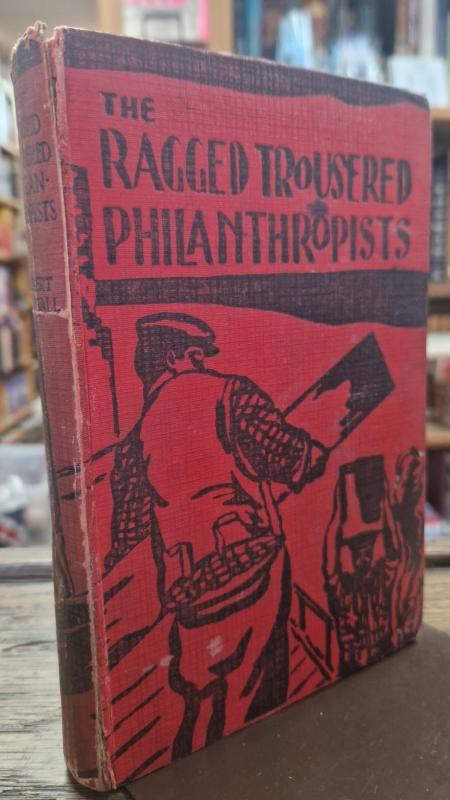 THE
RAGGED TROUSERED
PHILANTHROPISTS